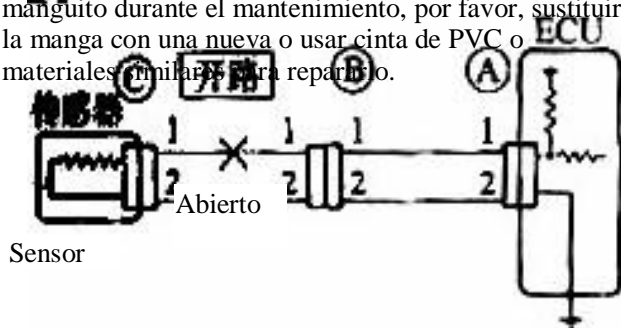 manguito durante el mantenimiento, por favor, sustituir
la manga con una nueva o usar cinta de PVC o
ECU
materiales similares para repararlo.
C 开路 B A
传感器
1 1 1 1
2 2 2 2
Abierto
Sensor